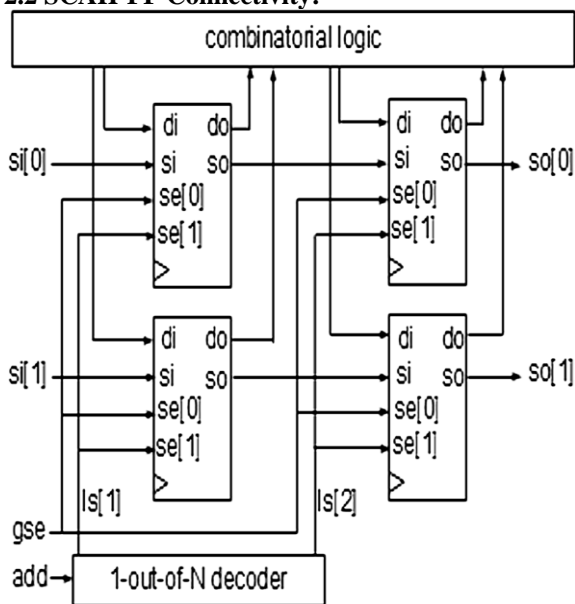 2.2 SCAH-FF Connectivity:
combinatorial logic
di do
si so
se[0]
se[1]
di do
si so
se[0]
se[1]
si[0]
so[0]
di do
si so
se[0]
se[1]
di do
si so
se[0]
se[1]
si[1]
so[1]
ls[1]
ls[2]
gse
add
1-out-of-N decoder